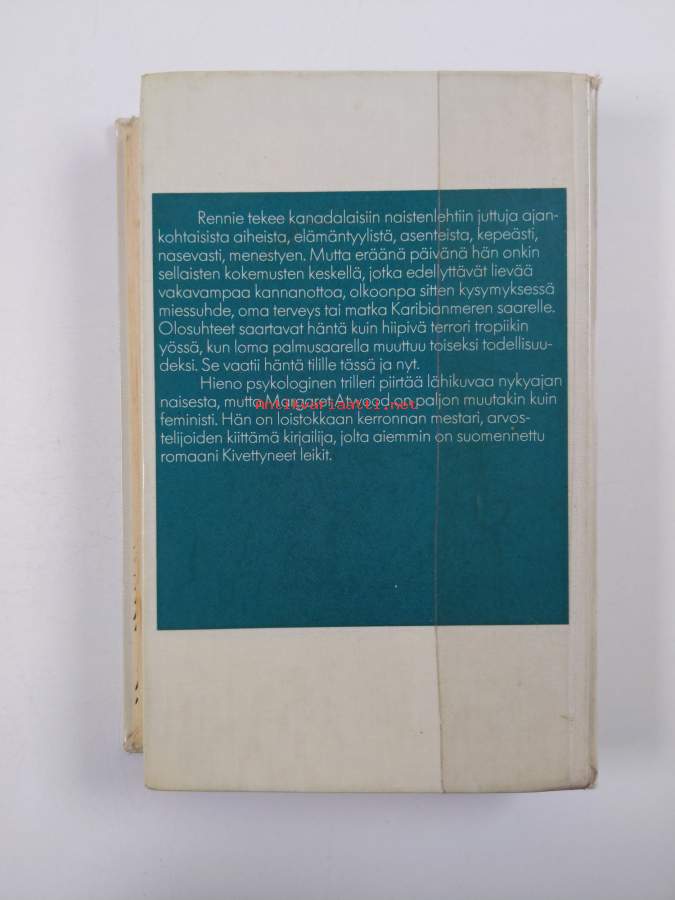 Rennie tekee kanadalaisiin naistenlehtiin juttuja ajan-
kohtaisista aiheista, elämäntyylistä, asenteista, kepeästi,
nasevasti, menestyen. Mutta eräänä päivänä hän onkin
sellaisten kokemusten keskellä, jotka edellyttävät lievää
vakavampaa kannanottoa, olkoonpa sitten kysymyksessä
miessuhde, oma terveys tai matka Karibianmeren saarelle.
Olosuhteet saartavat häntä kuin hiipivä terrori tropiikin
yössä, kun loma palmusaarella muuttuu toiseksi todellisuu-
deksi. Se vaatii häntä tilille tässä ja nyt.
Hieno psykologinen trilleri piirtää lähikuvaa nykyajan
naisesta, mutta Margaret Atwood on paljon muutakin kuin
Antikvariaatti.net
feministi. Hän on loistokkaan kerronnan mestari, arvos-
telijoiden kiittämä kirjailija, jolta aiemmin on suomennettu
romaani Kivettyneet leikit.